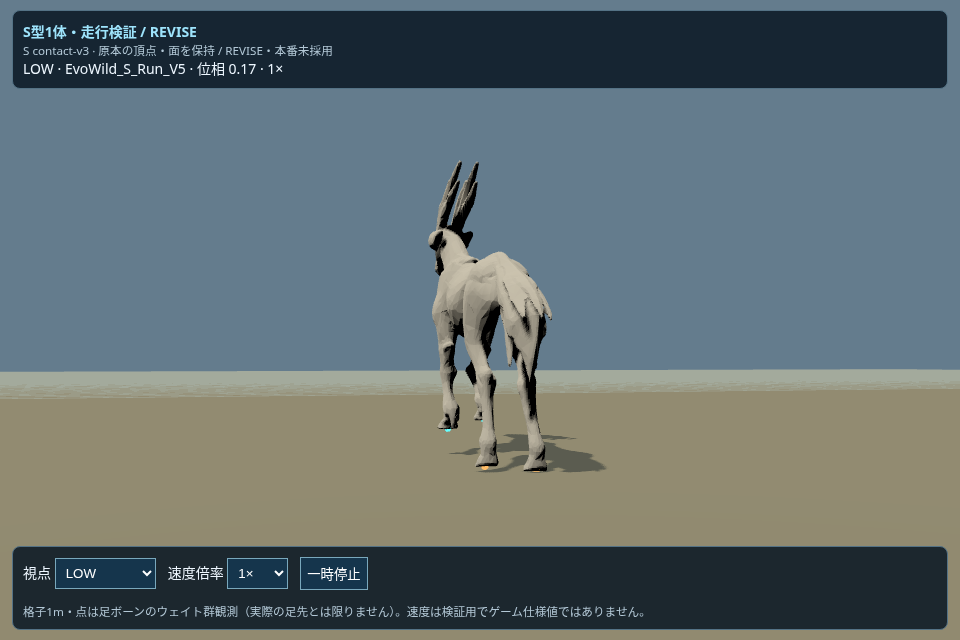 S型1体・走行検証 / REVISE
S contact-v3 · 原本の頂点・面を保持 / REVISE・本番未採用
LOW · EvoWild_S_Run_V5 · 位相 0.17 · 1×
視点 LOW 速度倍率 1× 一時停止
格子1m・点は足ボーンのウェイト群観測（実際の足先とは限りません）。速度は検証用でゲーム仕様値ではありません。